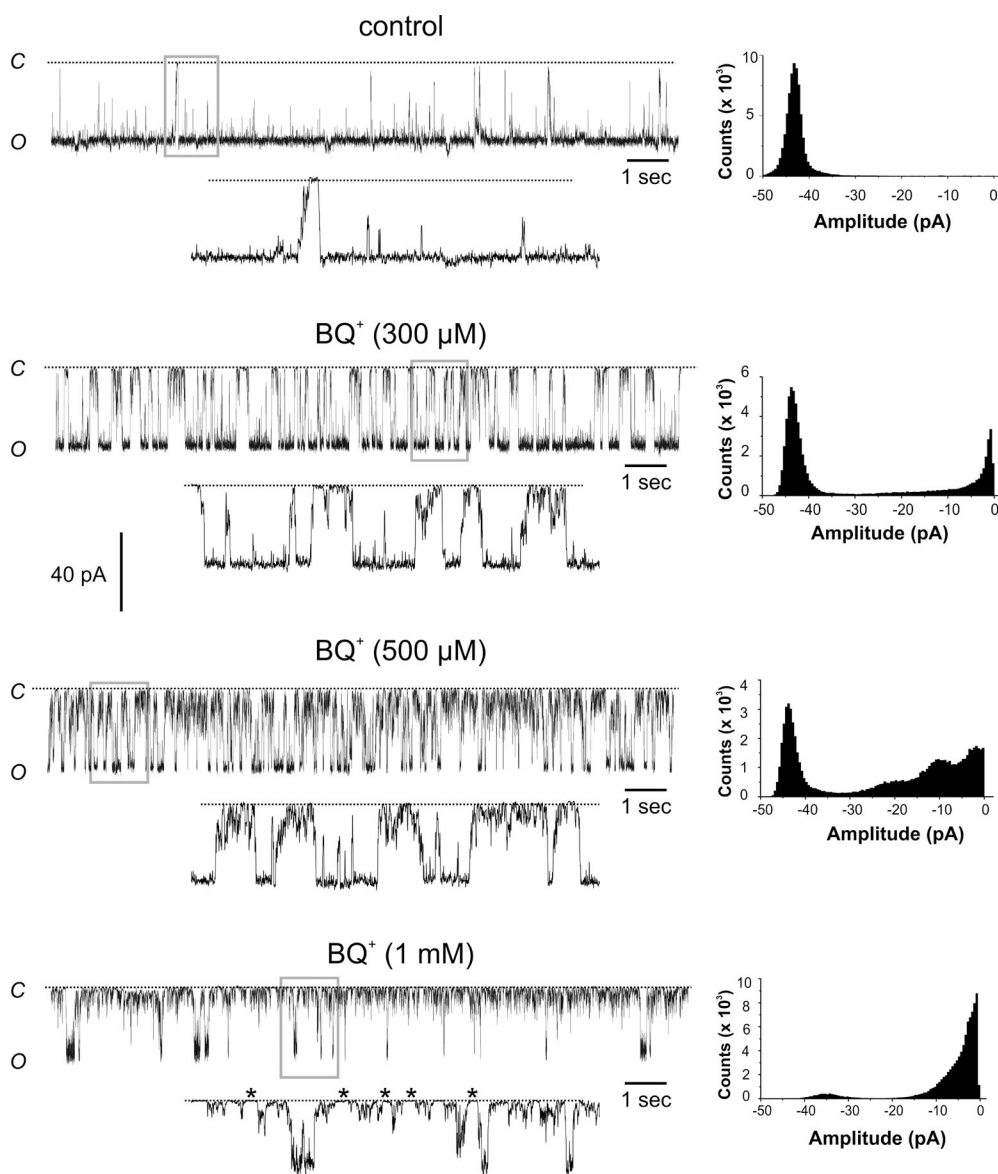 control
C
O
1 sec
10
5
0
Counts (x 10³)
-50 -40 -30 -20 -10 0
Amplitude (pA)
BQ⁺ (300 µM)
C
O
1 sec
40 pA
6
4
2
0
Counts (x 10³)
-50 -40 -30 -20 -10 0
Amplitude (pA)
BQ⁺ (500 µM)
C
O
1 sec
4
3
2
1
0
Counts (x 10³)
-50 -40 -30 -20 -10 0
Amplitude (pA)
BQ⁺ (1 mM)
C
O
1 sec
* * * * *
10
8
6
4
2
0
Counts (x 10³)
-50 -40 -30 -20 -10 0
Amplitude (pA)